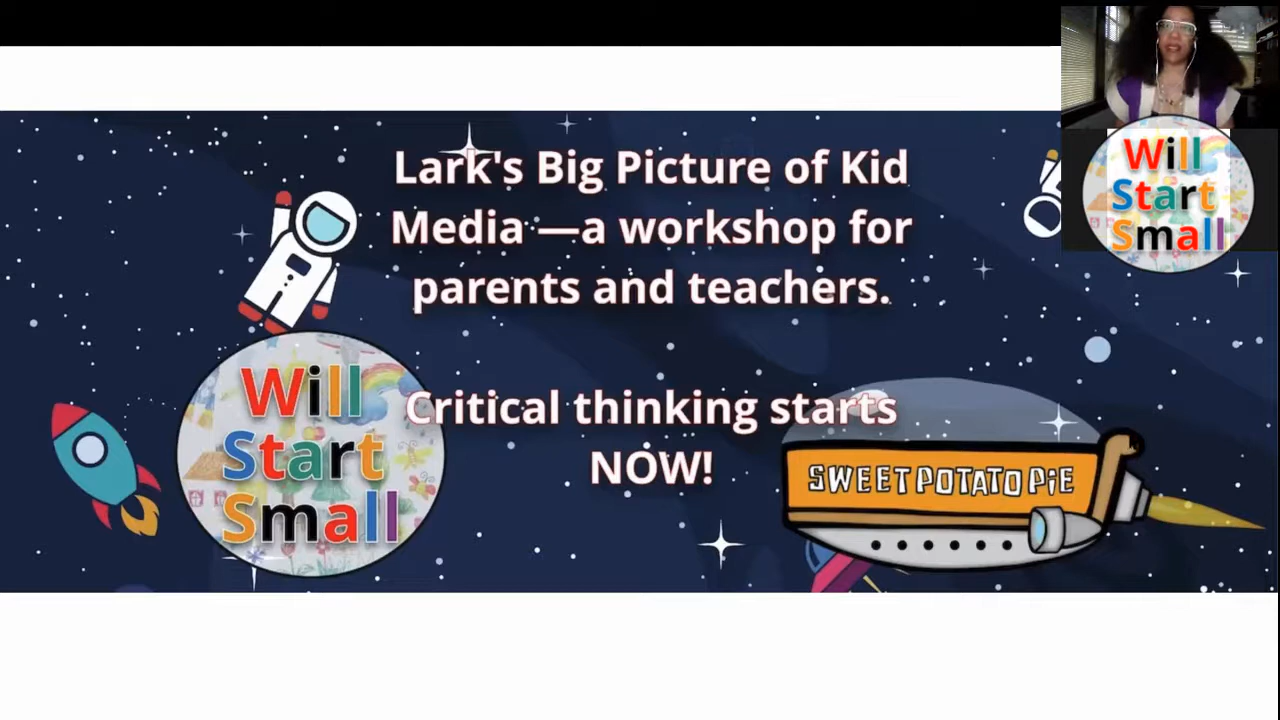 Lark's Big Picture of Kid
Media —a workshop for
parents and teachers.
Critical thinking starts
NOW!
Will
Start
Small
SWEET POTATO PIE
Will
Start
Small